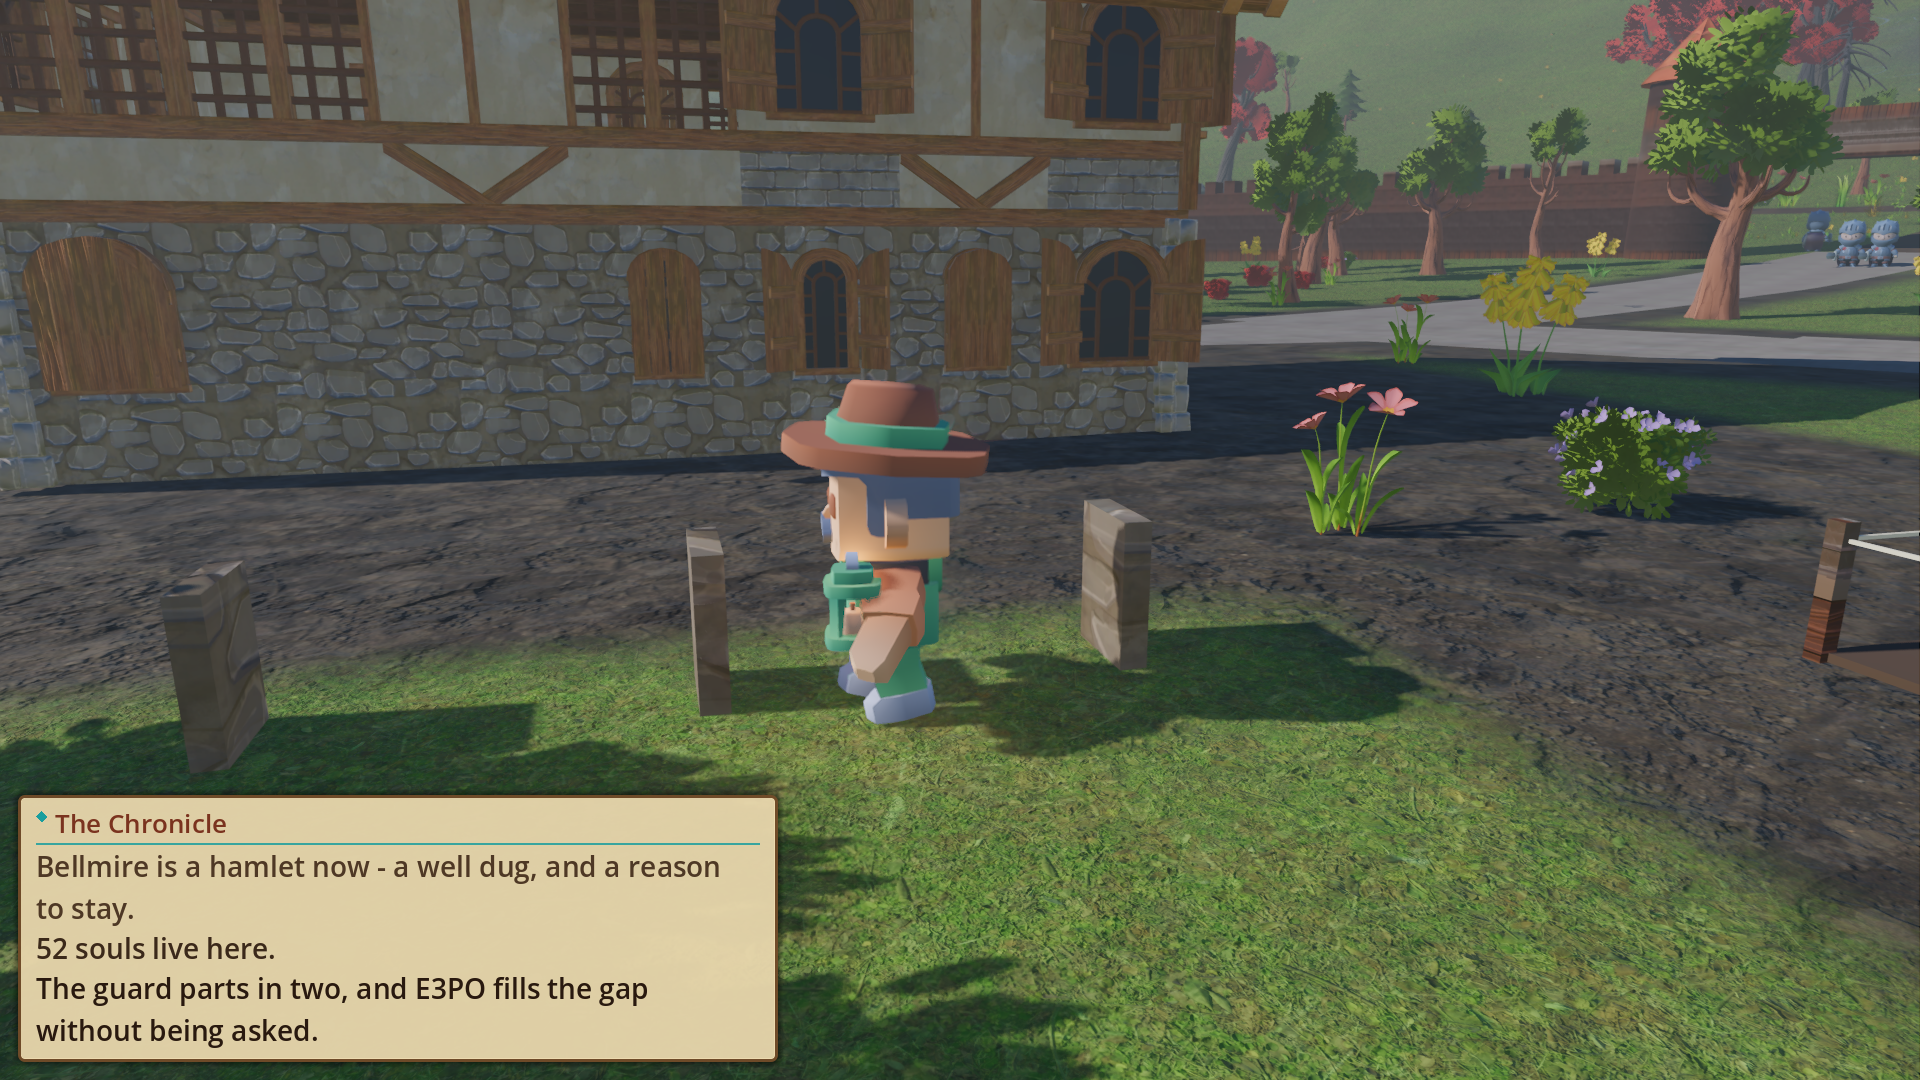 The Chronicle
Bellmire is a hamlet now - a well dug, and a reason
to stay.
52 souls live here.
The guard parts in two, and E3PO fills the gap
without being asked.